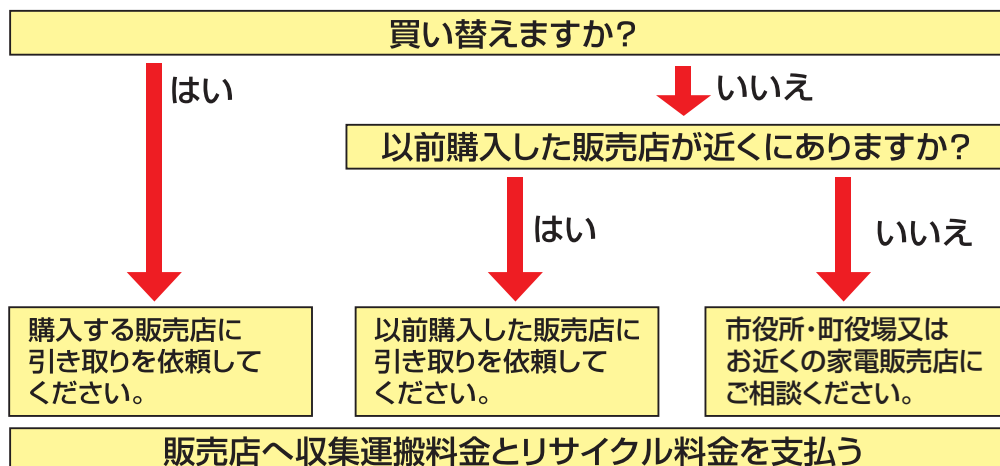 買い替えますか？
はい
いいえ
以前購入した販売店が近くにありますか？
はい
いいえ
購入する販売店に
引き取りを依頼して
ください。
以前購入した販売店に
引き取りを依頼して
ください。
市役所・町役場又は
お近くの家電販売店に
ご相談ください。
販売店へ収集運搬料金とリサイクル料金を支払う